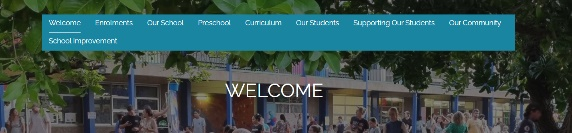 Welcome Enrolments Our School Preschool Curriculum Our Students Supporting Our Students Our Community
School Improvement
WELCOME